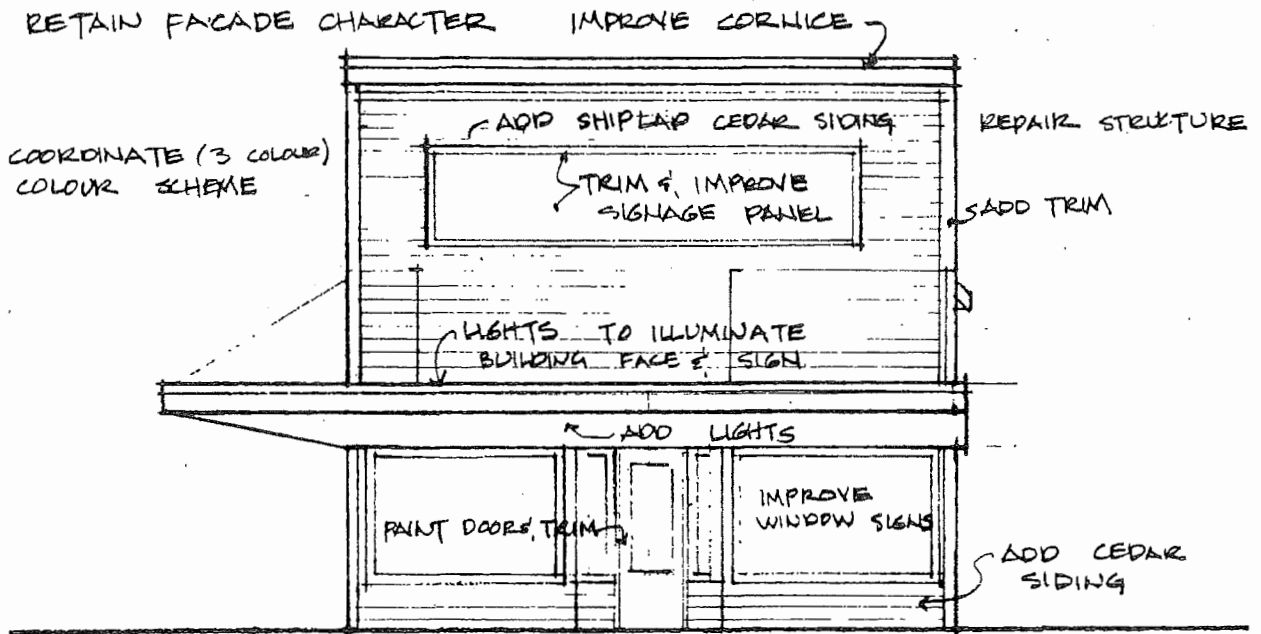 RETAIN FACADE CHARACTER
IMPROVE CORNICE
ADD SHIPLAP CEDAR SIDING
REPAIR STRUCTURE
COORDINATE (3 COLOUR)
COLOUR SCHEME
TRIM & IMPROVE
SIGNAGE PANEL
ADD TRIM
LIGHTS TO ILLUMINATE
BUILDING FACE & SIGN
ADD LIGHTS
PAINT DOORS, TRIM
IMPROVE
WINDOW SIGNS
ADD CEDAR
SIDING